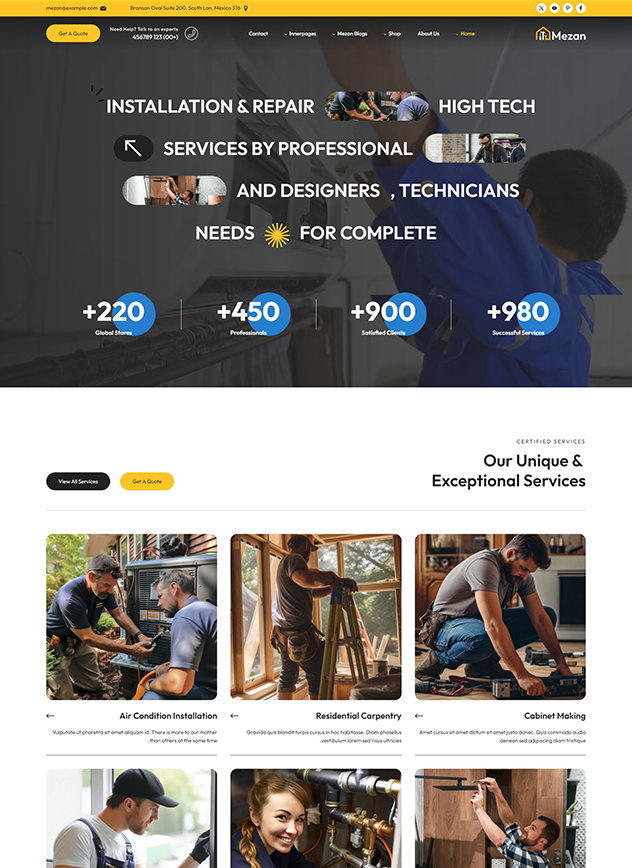 mezan@example.com
Branson Oval Suite 200, South Lon, Mexico 376
Get A Quote
Need Help? Talk to an experts
456789 123 (00+)
Contact
Innerpages
Mezan Blogs
Shop
About Us
Home
Mezan
INSTALLATION & REPAIR HIGH TECH
SERVICES BY PROFESSIONAL
AND DESIGNERS , TECHNICIANS
NEEDS FOR COMPLETE
+220
Global Stores
+450
Professionals
+900
Satisfied Clients
+980
Successful Services
CERTIFIED SERVICES
Our Unique &
Exceptional Services
View All Services
Get A Quote
Air Condition Installation
Vulputate ut pharetra sit amet aliquam id. There is more to our matter
.than others at the same time
Residential Carpentry
Gravida quis blandit turpis cursus in hac habitasse. Diam phasellus
.vestibulum lorem sed risus ultricies
Cabinet Making
Amet cursus sit amet dictum sit amet justo donec. Quiz commodo audio
.aenean sed adipiscing diam tristique